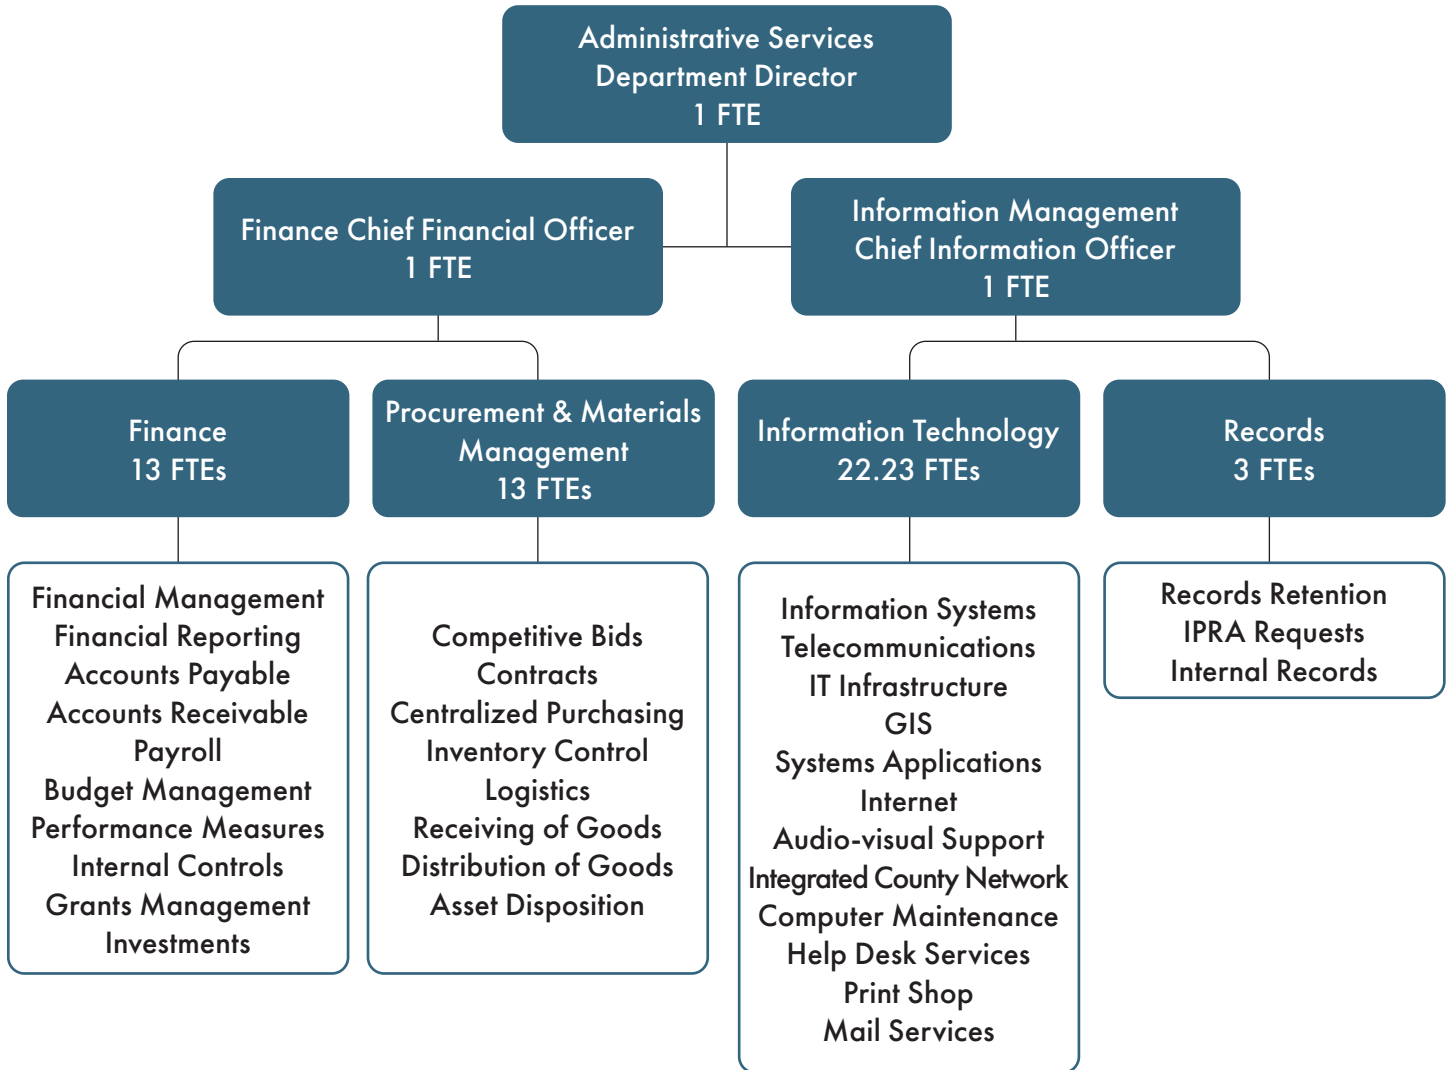 Administrative Services
Department Director
1 FTE
Finance Chief Financial Officer
1 FTE
Information Management
Chief Information Officer
1 FTE
Finance
13 FTEs
Procurement & Materials
Management
13 FTEs
Information Technology
22.23 FTEs
Records
3 FTEs
Financial Management
Financial Reporting
Accounts Payable
Accounts Receivable
Payroll
Budget Management
Performance Measures
Internal Controls
Grants Management
Investments
Competitive Bids
Contracts
Centralized Purchasing
Inventory Control
Logistics
Receiving of Goods
Distribution of Goods
Asset Disposition
Information Systems
Telecommunications
IT Infrastructure
GIS
Systems Applications
Internet
Audio-visual Support
Integrated County Network
Computer Maintenance
Help Desk Services
Print Shop
Mail Services
Records Retention
IPRA Requests
Internal Records